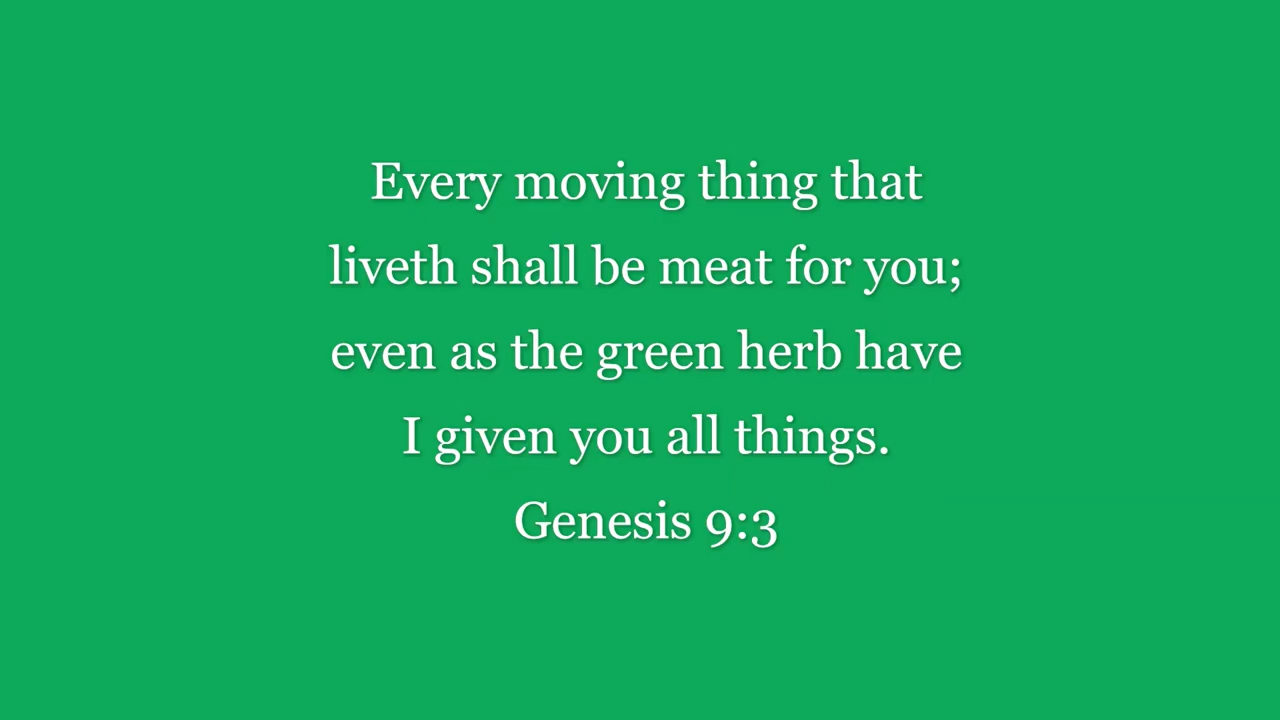 Every moving thing that
liveth shall be meat for you;
even as the green herb have
I given you all things.
Genesis 9:3